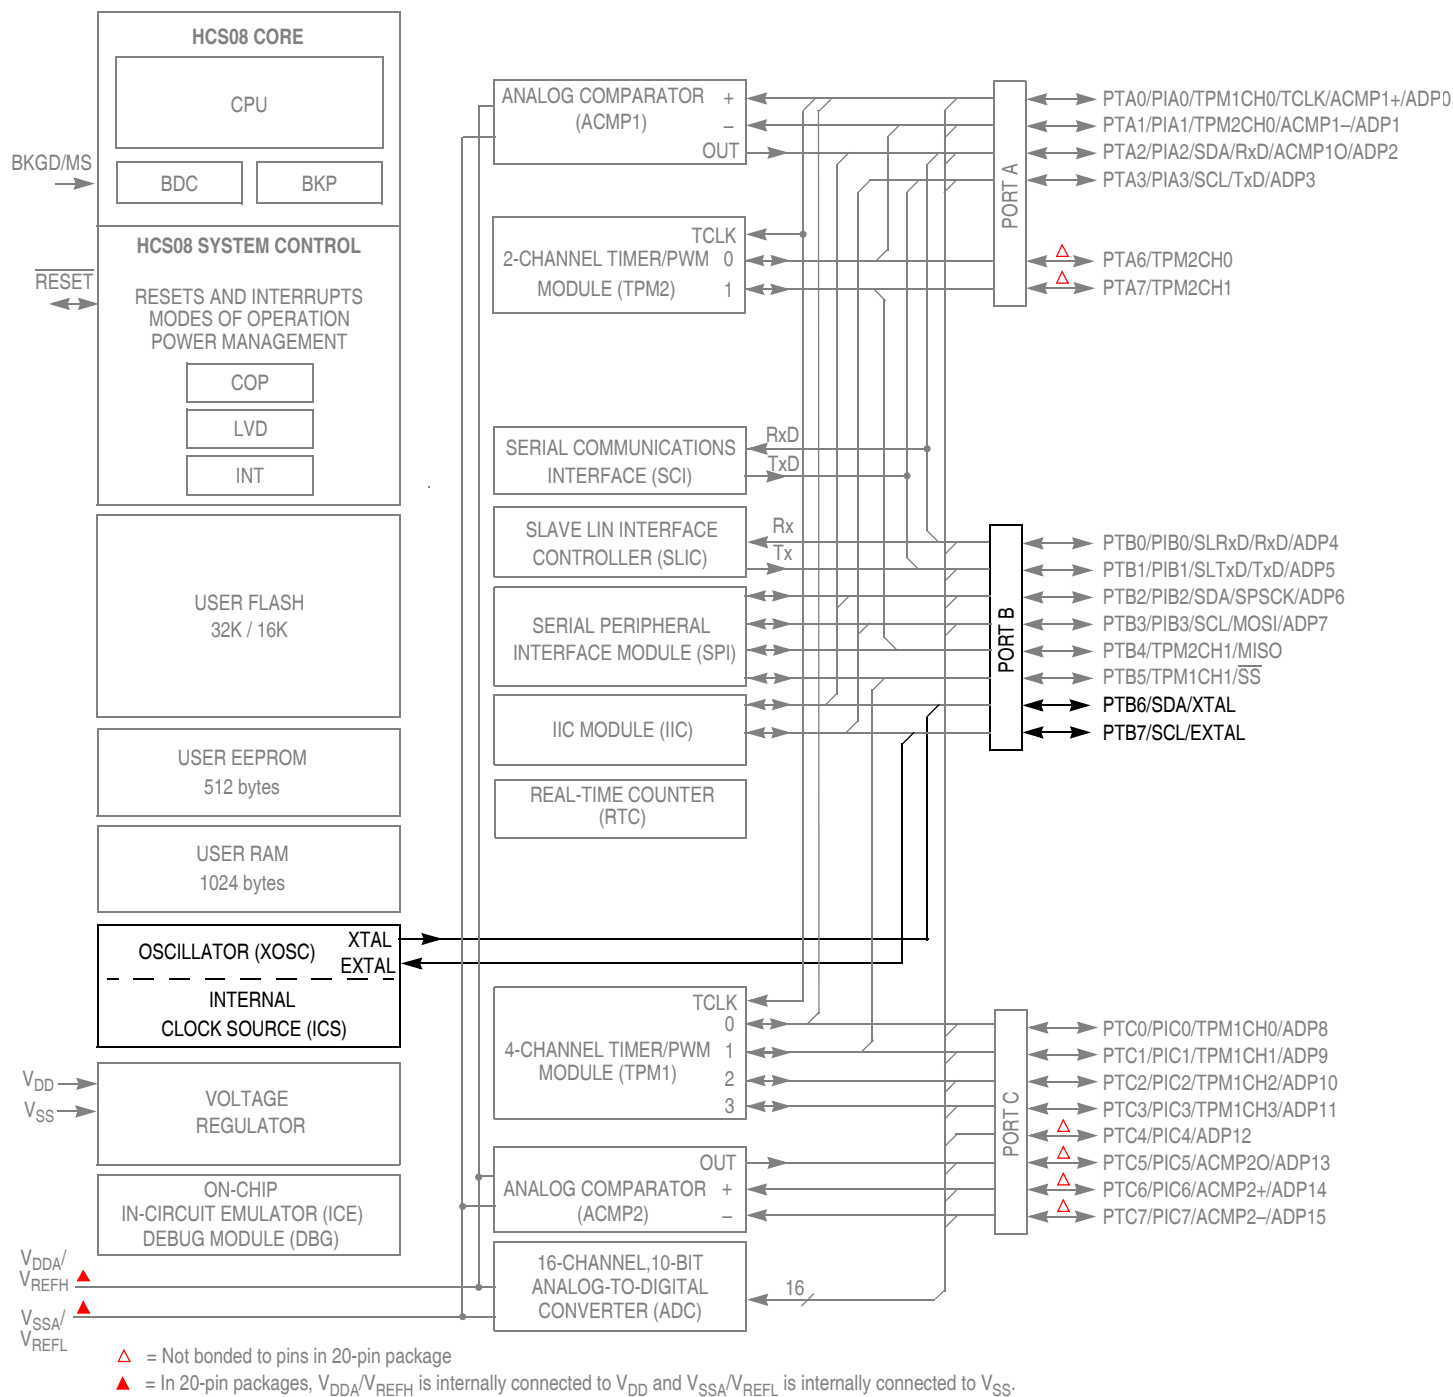 HCS08 CORE
CPU
BKGD/MS
BDC
BKP
HCS08 SYSTEM CONTROL
RESET
RESETS AND INTERRUPTS
MODES OF OPERATION
POWER MANAGEMENT
COP
LVD
INT
USER FLASH
32K / 16K
USER EEPROM
512 bytes
USER RAM
1024 bytes
OSCILLATOR (XOSC)
XTAL
EXTAL
INTERNAL
CLOCK SOURCE (ICS)
VDD
VSS
VOLTAGE
REGULATOR
ON-CHIP
IN-CIRCUIT EMULATOR (ICE)
DEBUG MODULE (DBG)
VDDA/
VREFH
VSSA/
VREFL
ANALOG COMPARATOR +
(ACMP1)
–
OUT
TCLK
2-CHANNEL TIMER/PWM 0
MODULE (TPM2) 1
SERIAL COMMUNICATIONS
INTERFACE (SCI)
RxD
TxD
SLAVE LIN INTERFACE
CONTROLLER (SLIC)
Rx
Tx
SERIAL PERIPHERAL
INTERFACE MODULE (SPI)
IIC MODULE (IIC)
REAL-TIME COUNTER
(RTC)
TCLK
0
4-CHANNEL TIMER/PWM 1
MODULE (TPM1)
2
3
OUT
ANALOG COMPARATOR +
(ACMP2) –
16-CHANNEL,10-BIT
ANALOG-TO-DIGITAL
CONVERTER (ADC)
16
PORT A
PTA0/PIA0/TPM1CH0/TCLK/ACMP1+/ADP0
PTA1/PIA1/TPM2CH0/ACMP1–/ADP1
PTA2/PIA2/SDA/RxD/ACMP1O/ADP2
PTA3/PIA3/SCL/TxD/ADP3
PTA6/TPM2CH0
PTA7/TPM2CH1
PORT B
PTB0/PIB0/SLRxD/RxD/ADP4
PTB1/PIB1/SLTxD/TxD/ADP5
PTB2/PIB2/SDA/SPSCK/ADP6
PTB3/PIB3/SCL/MOSI/ADP7
PTB4/TPM2CH1/MISO
PTB5/TPM1CH1/SS
PTB6/SDA/XTAL
PTB7/SCL/EXTAL
PORT C
PTC0/PIC0/TPM1CH0/ADP8
PTC1/PIC1/TPM1CH1/ADP9
PTC2/PIC2/TPM1CH2/ADP10
PTC3/PIC3/TPM1CH3/ADP11
PTC4/PIC4/ADP12
PTC5/PIC5/ACMP2O/ADP13
PTC6/PIC6/ACMP2+/ADP14
PTC7/PIC7/ACMP2–/ADP15
△ = Not bonded to pins in 20-pin package
▲ = In 20-pin packages, VDDA/VREFH is internally connected to VDD and VSSA/VREFL is internally connected to VSS.